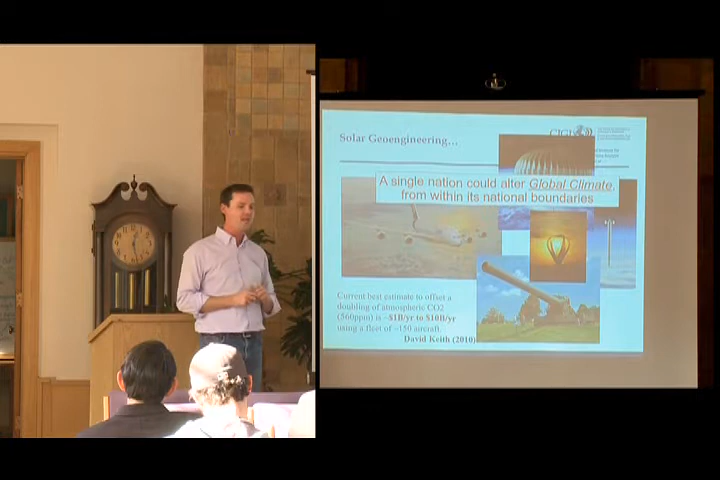 Solar Geoengineering…
CIGI
A single nation could alter Global Climate,
from within its national boundaries
Current best estimate to offset a
doubling of atmospheric CO2
(560ppm) is ~$1B/yr to $10B/yr
using a fleet of ~150 aircraft.
David Keith (2010)